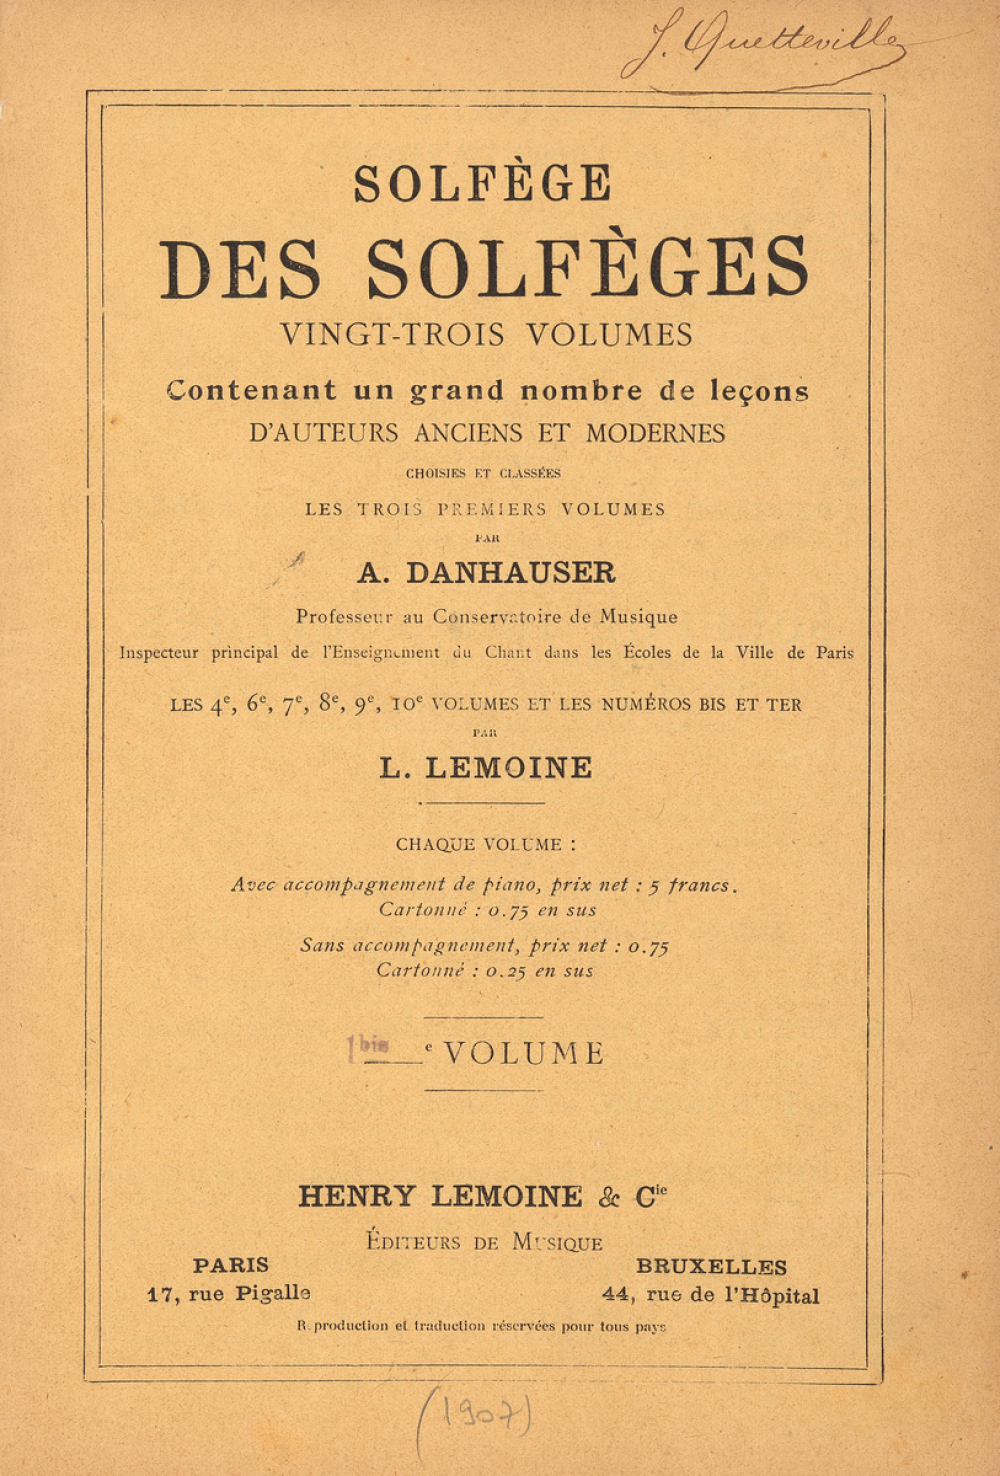 J. Quetteville
SOLFÈGE
DES SOLFÈGES
VINGT-TROIS VOLUMES
Contenant un grand nombre de leçons
D'AUTEURS ANCIENS ET MODERNES
CHOISIES ET CLASSÉES
LES TROIS PREMIERS VOLUMES
PAR
A. DANHAUSER
Professeur au Conservatoire de Musique
Inspecteur principal de l'Enseignement du Chant dans les Écoles de la Ville de Paris
LES 4e, 6e, 7e, 8e, 9e, 10e VOLUMES ET LES NUMÉROS BIS ET TER
PAR
L. LEMOINE
CHAQUE VOLUME :
Avec accompagnement de piano, prix net : 5 francs.
Cartonné : 0.75 en sus
Sans accompagnement, prix net : 0.75
Cartonné : 0.25 en sus
1 bis e VOLUME
HENRY LEMOINE & Cie
ÉDITEURS DE MUSIQUE
PARIS BRUXELLES
17, rue Pigalle 44, rue de l'Hôpital
R. production et traduction réservées pour tous pays
(1907)